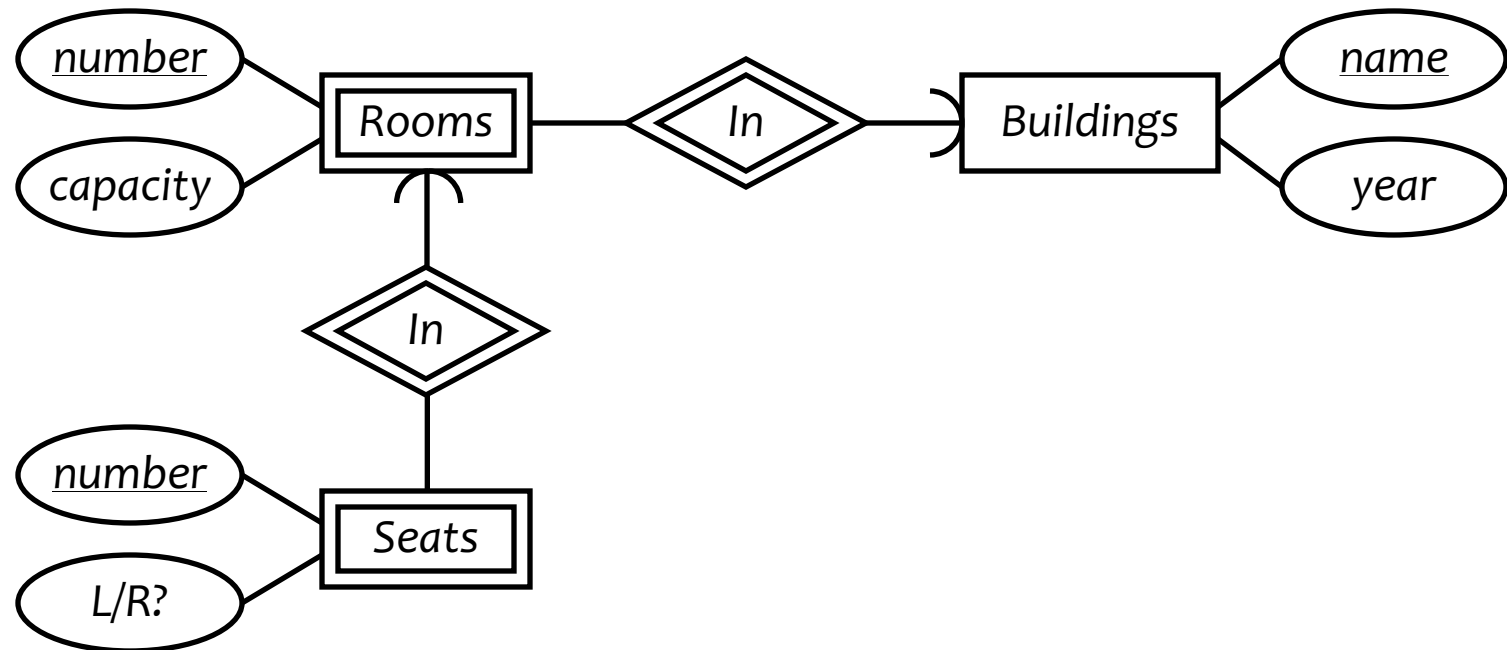 number
capacity
Rooms
In
Buildings
name
year
In
number
L/R?
Seats